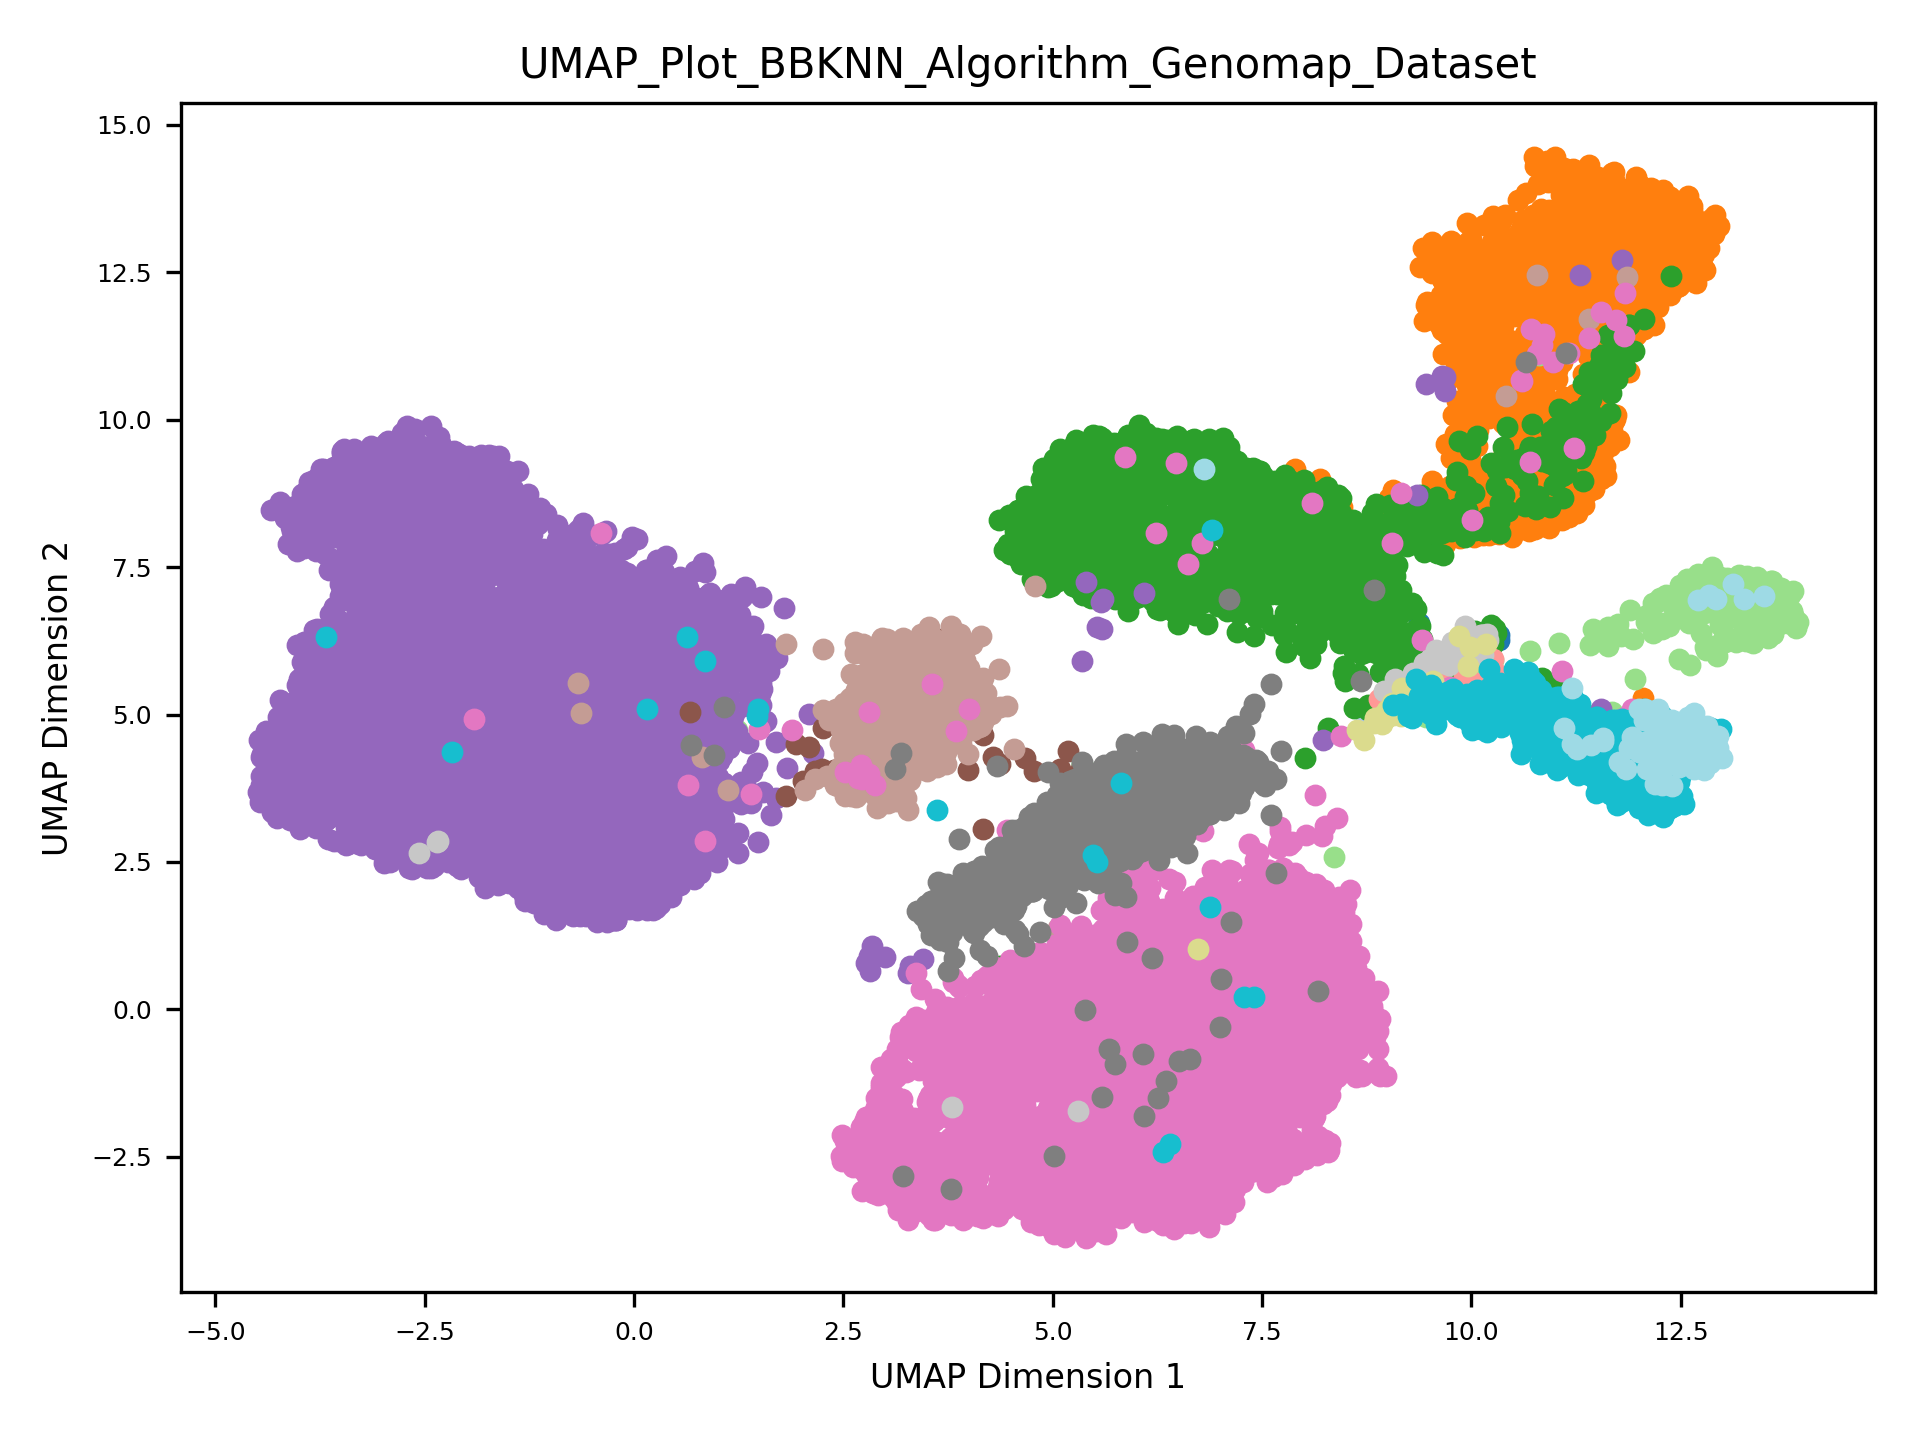 UMAP_Plot_BBKNN_Algorithm_Genomap_Dataset
15.0
12.5
10.0
7.5
5.0
2.5
0.0
−2.5
UMAP Dimension 2
−5.0 −2.5 0.0 2.5 5.0 7.5 10.0 12.5
UMAP Dimension 1